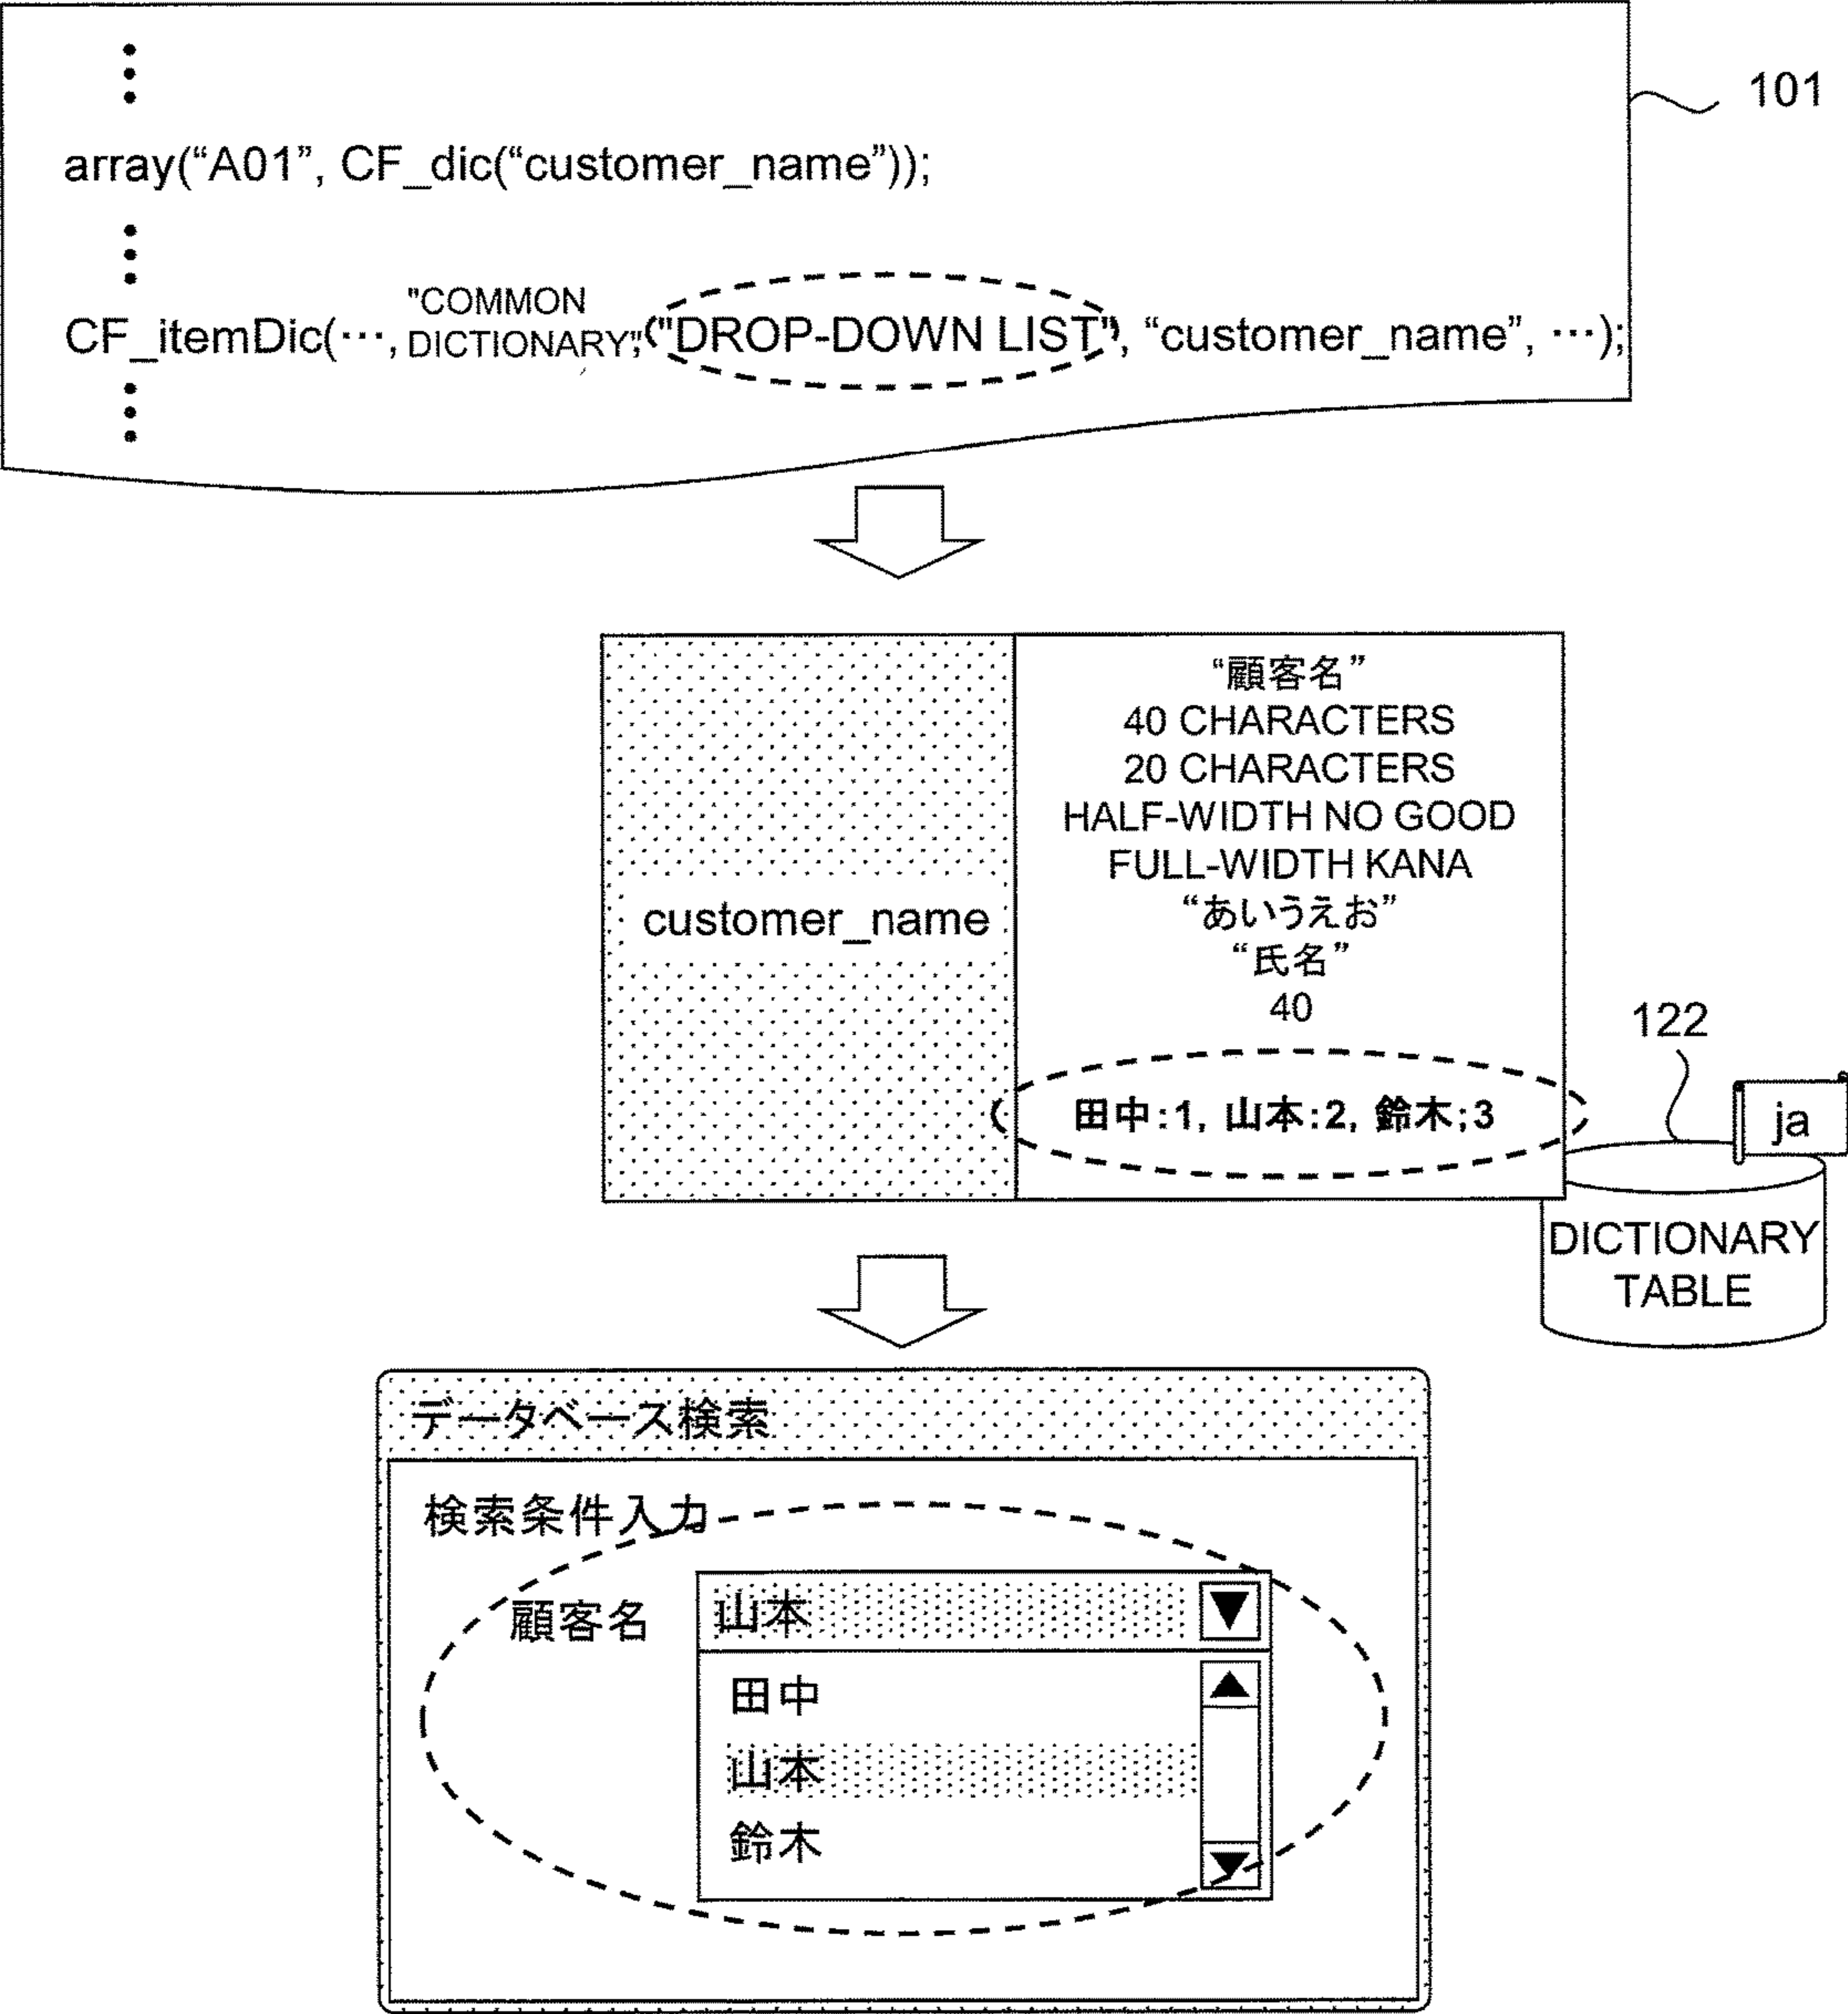 101
array(“A01”, CF_dic(“customer_name”));
CF_itemDic(⋯, "COMMON DICTIONARY", "DROP-DOWN LIST", “customer_name”, ⋯);
“顧客名”
40 CHARACTERS
20 CHARACTERS
HALF-WIDTH NO GOOD
FULL-WIDTH KANA
customer_name
“あいうえお”
“氏名”
40
122
田中:1, 山本:2, 鈴木;3
ja
DICTIONARY
TABLE
データベース検索
検索条件入力
顧客名
山本
田中
山本
鈴木